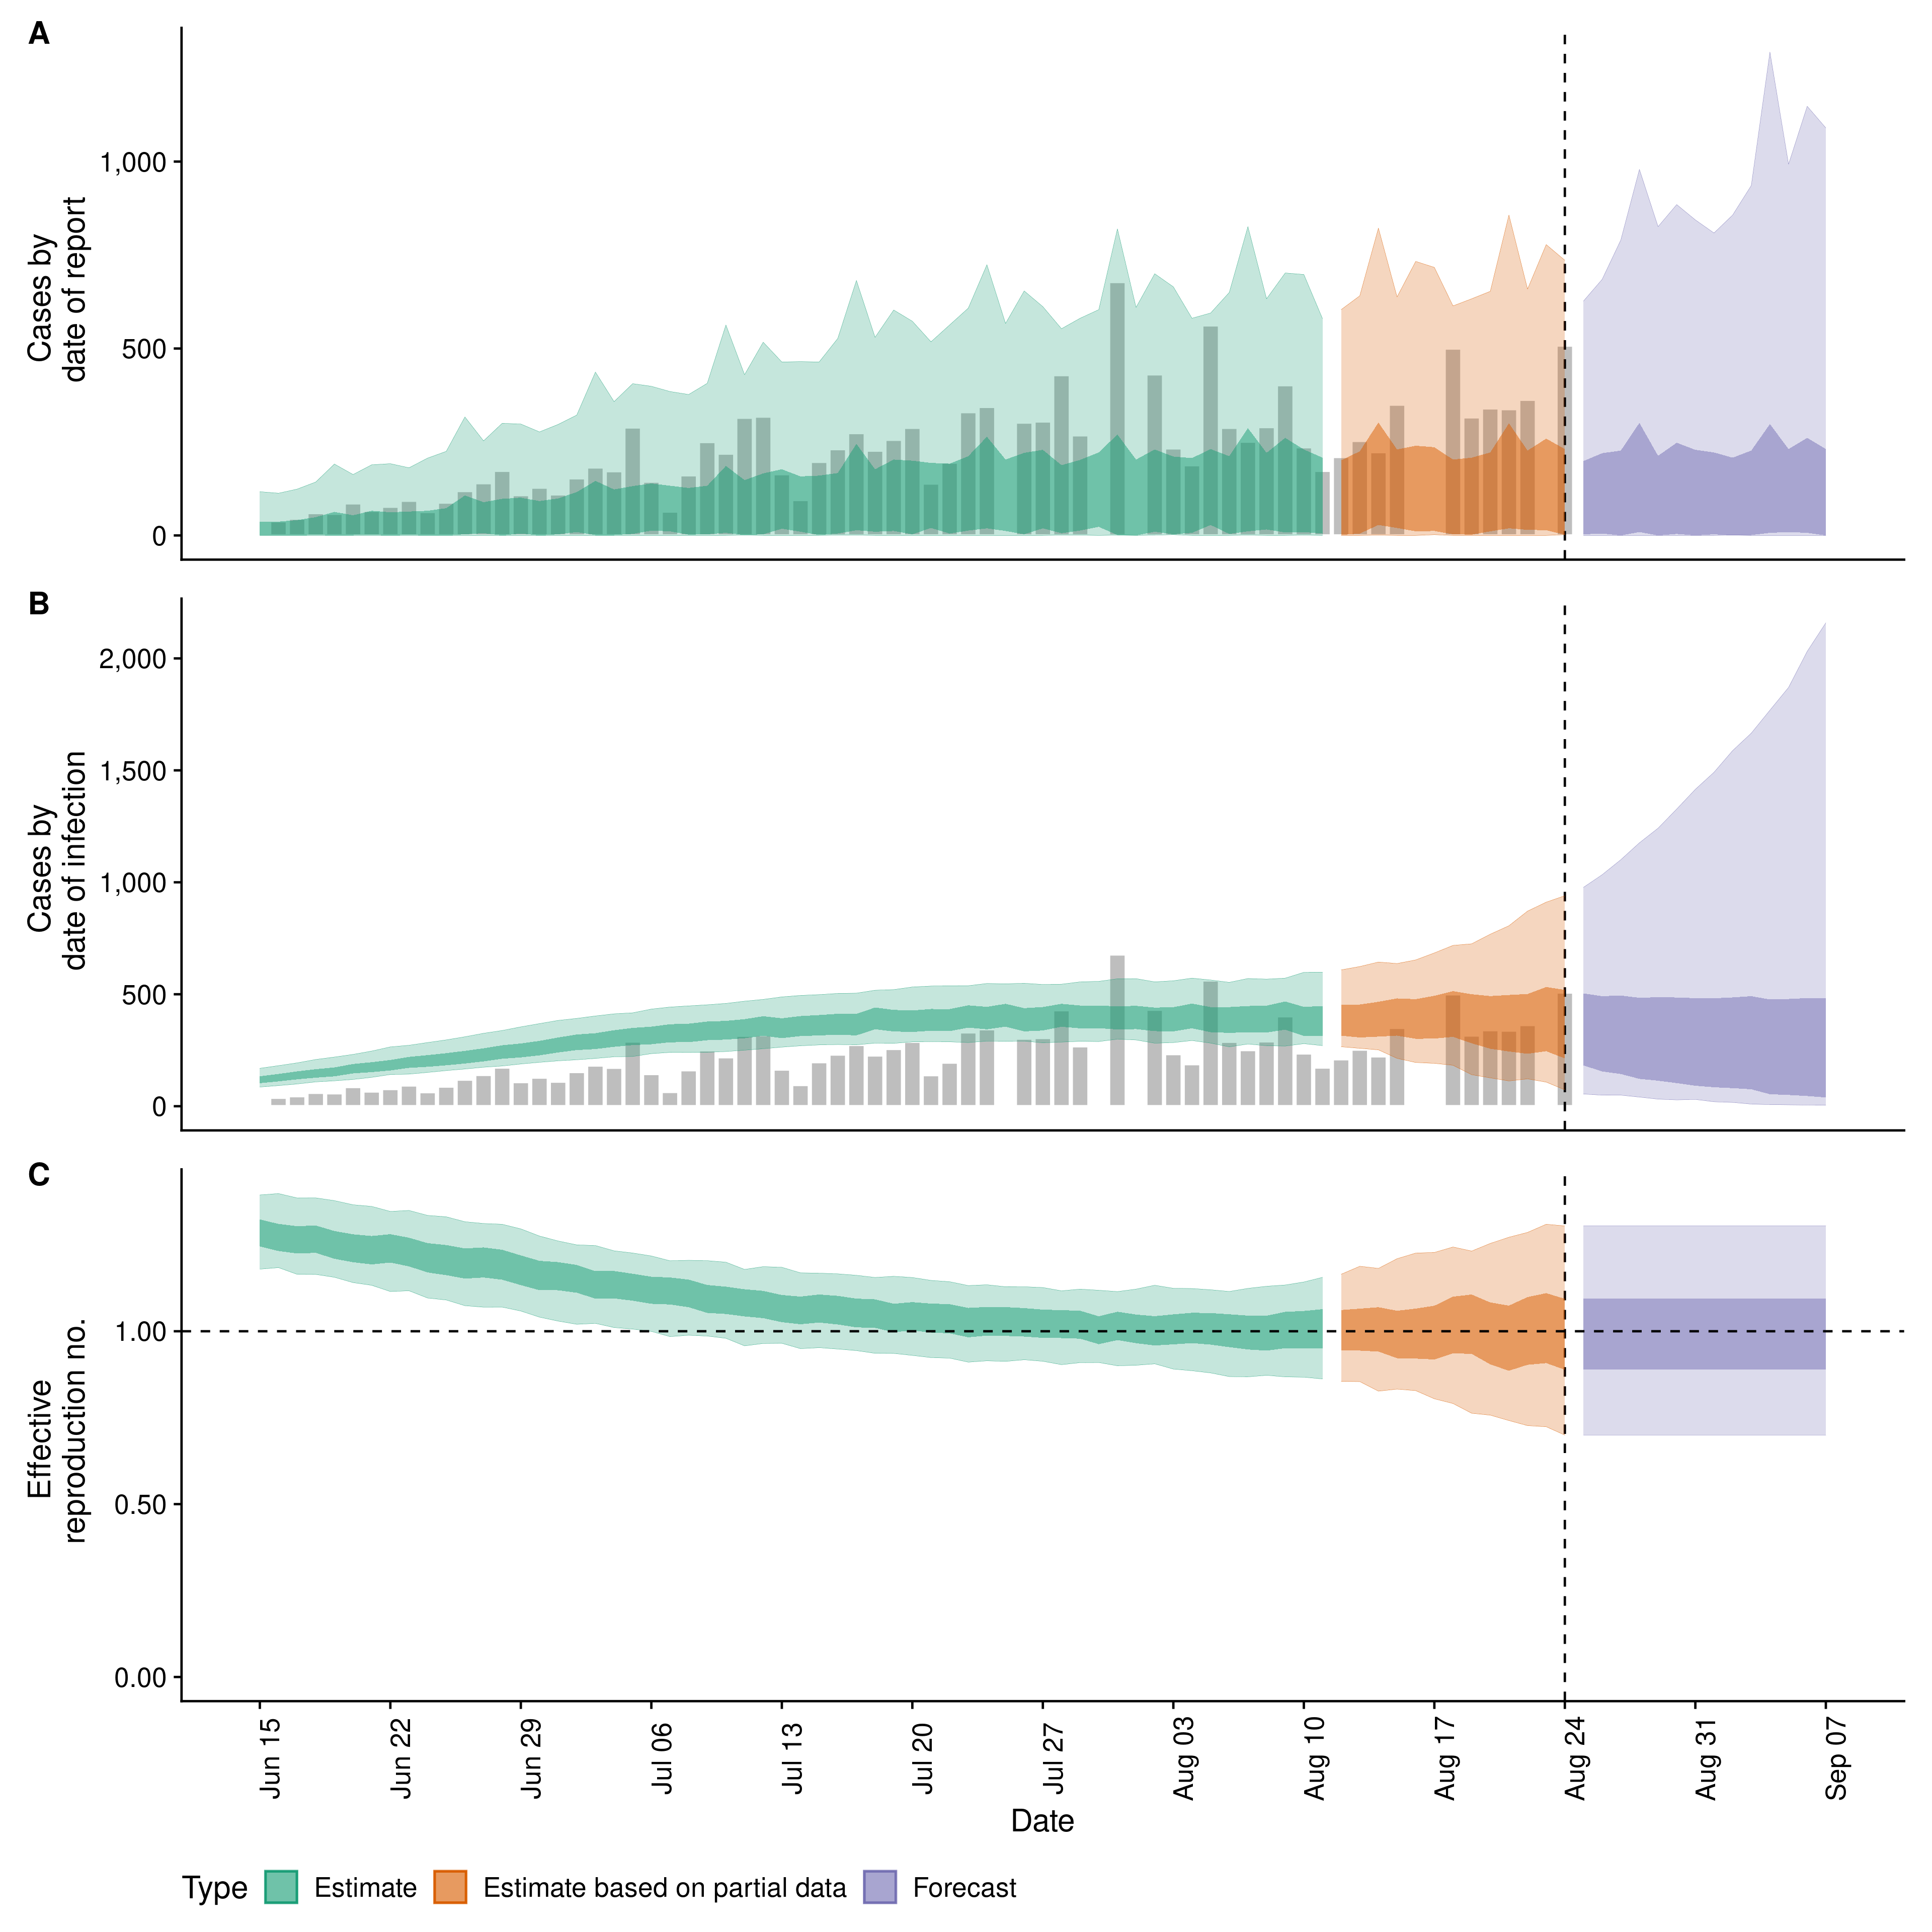 A
Cases by
date of report
1,000
500
0
B
Cases by
date of infection
2,000
1,500
1,000
500
0
C
Effective
reproduction no.
1.00
0.50
0.00
Jun 15
Jun 22
Jun 29
Jul 06
Jul 13
Jul 20
Jul 27
Aug 03
Aug 10
Aug 17
Aug 24
Aug 31
Sep 07
Date
Type Estimate Estimate based on partial data Forecast